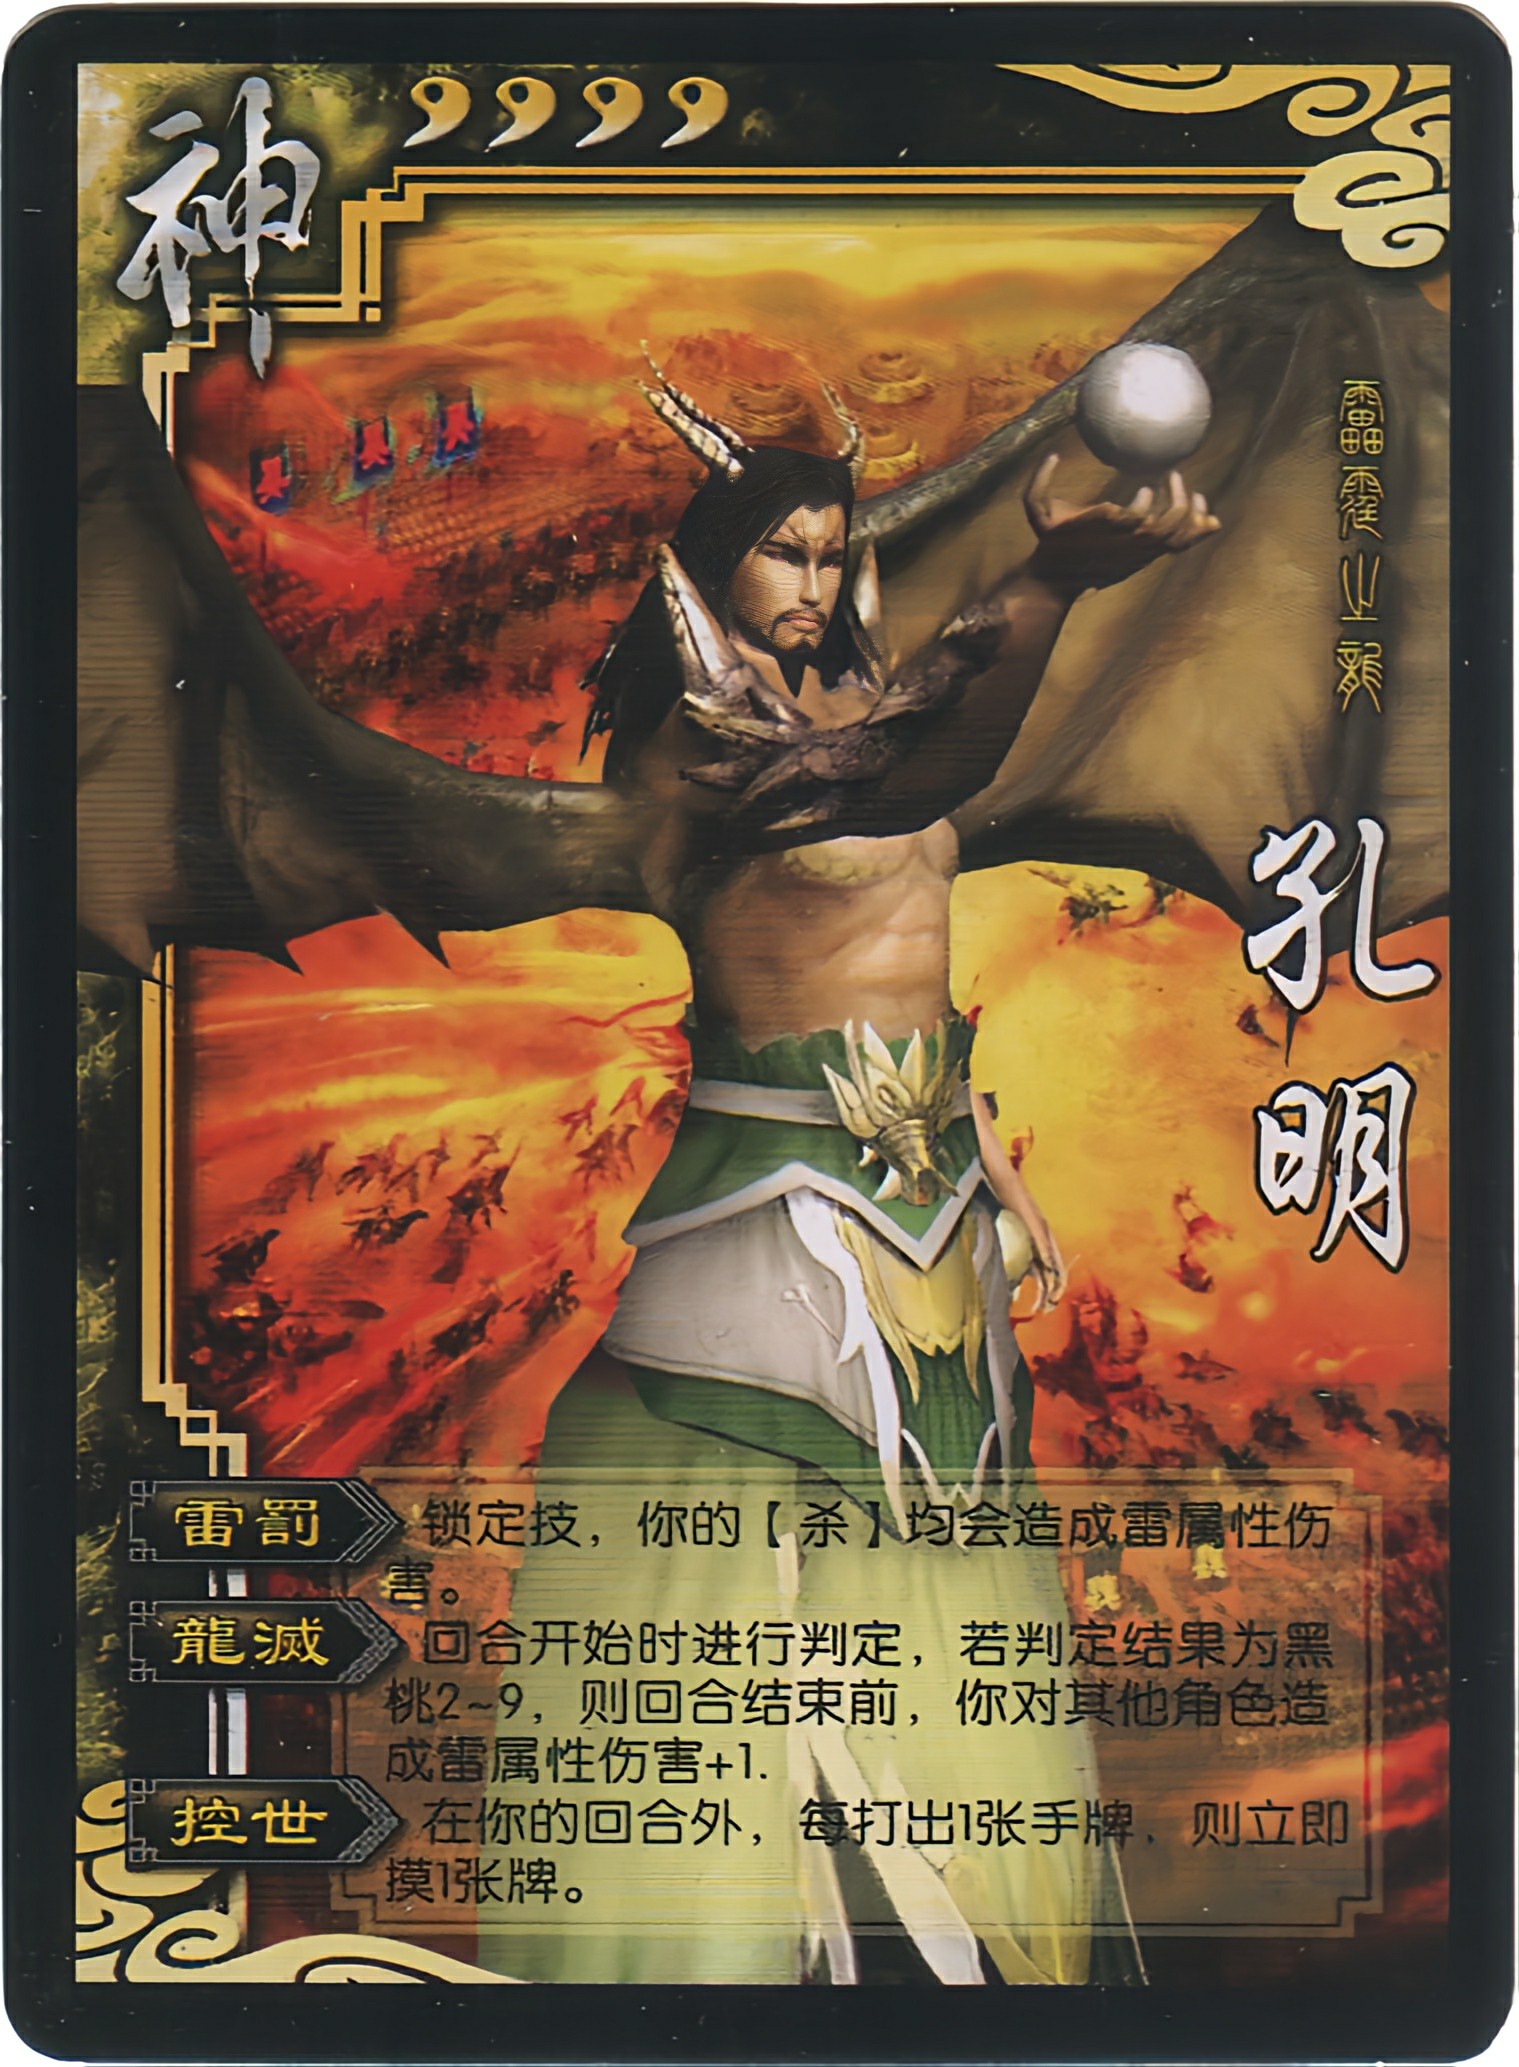 神
雷霆之龍
孔明
雷罰
锁定技，你的【杀】均会造成雷属性伤
害。
龍滅
回合开始时进行判定，若判定结果为黑
桃2~9，则回合结束前，你对其他角色造
成雷属性伤害+1.
控世
在你的回合外，每打出1张手牌，则立即
摸1张牌。